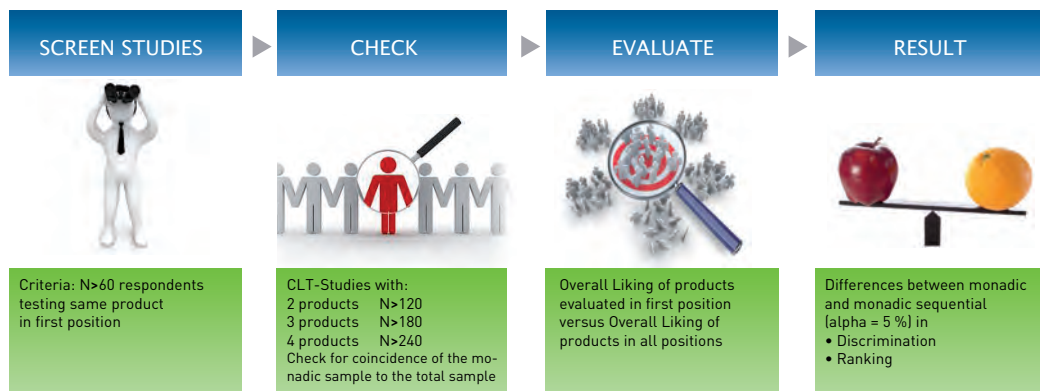 SCREEN STUDIES
CHECK
EVALUATE
RESULT
Criteria: N>60 respondents
testing same product
in first position
CLT-Studies with:
2 products N>120
3 products N>180
4 products N>240
Check for coincidence of the mo-
nadic sample to the total sample
Overall Liking of products
evaluated in first position
versus Overall Liking of
products in all positions
Differences between monadic
and monadic sequential
(alpha = 5 %) in
• Discrimination
• Ranking